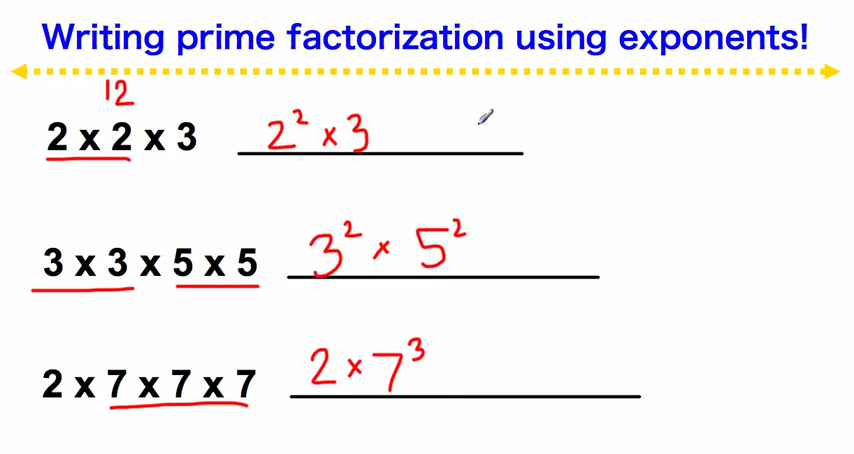 Writing prime factorization using exponents!
12
2 x 2 x 3 2² x 3
3 x 3 x 5 x 5 3² x 5²
2 x 7 x 7 x 7 2 x 7³